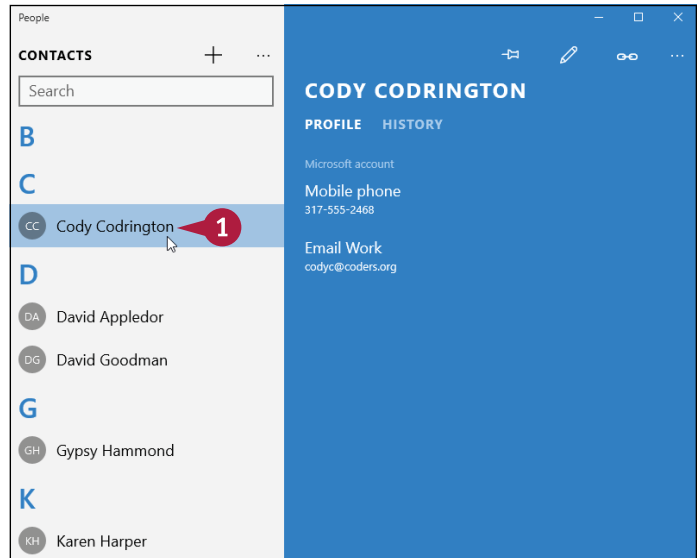 People
CONTACTS
Search
B
C
CC Cody Codrington 1
D
DA David Appledor
DG David Goodman
G
GH Gypsy Hammond
K
KH Karen Harper
CODY CODRINGTON
PROFILE HISTORY
Microsoft account
Mobile phone
317-555-2468
Email Work
codyc@coders.org